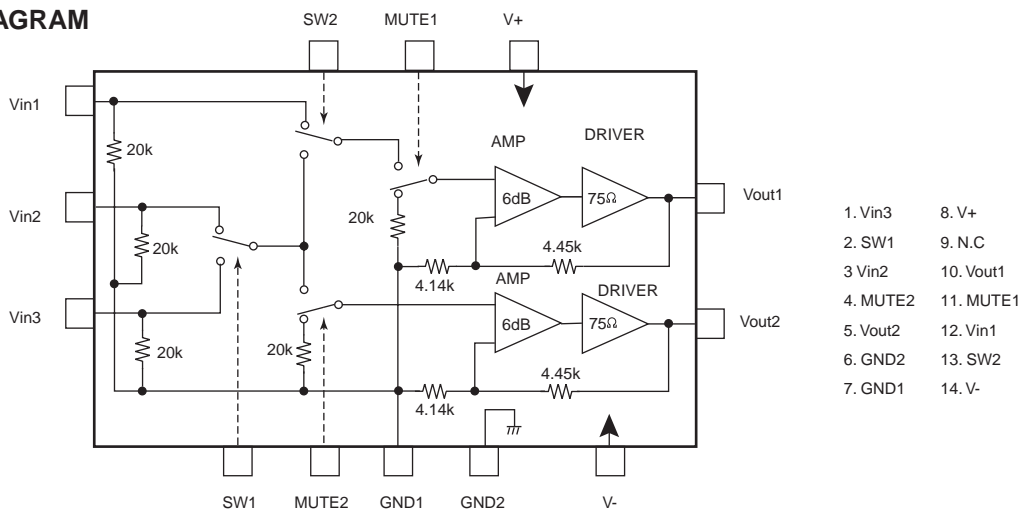 AGRAM
SW2 MUTE1 V+
Vin1
20k
AMP DRIVER
6dB 75Ω
Vout1
Vin2
20k
20k
4.45k
4.14k
AMP DRIVER
6dB 75Ω
Vout2
Vin3
20k
20k
4.45k
4.14k
SW1 MUTE2 GND1 GND2 V-
1. Vin3 8. V+
2. SW1 9. N.C
3 Vin2 10. Vout1
4. MUTE2 11. MUTE1
5. Vout2 12. Vin1
6. GND2 13. SW2
7. GND1 14. V-